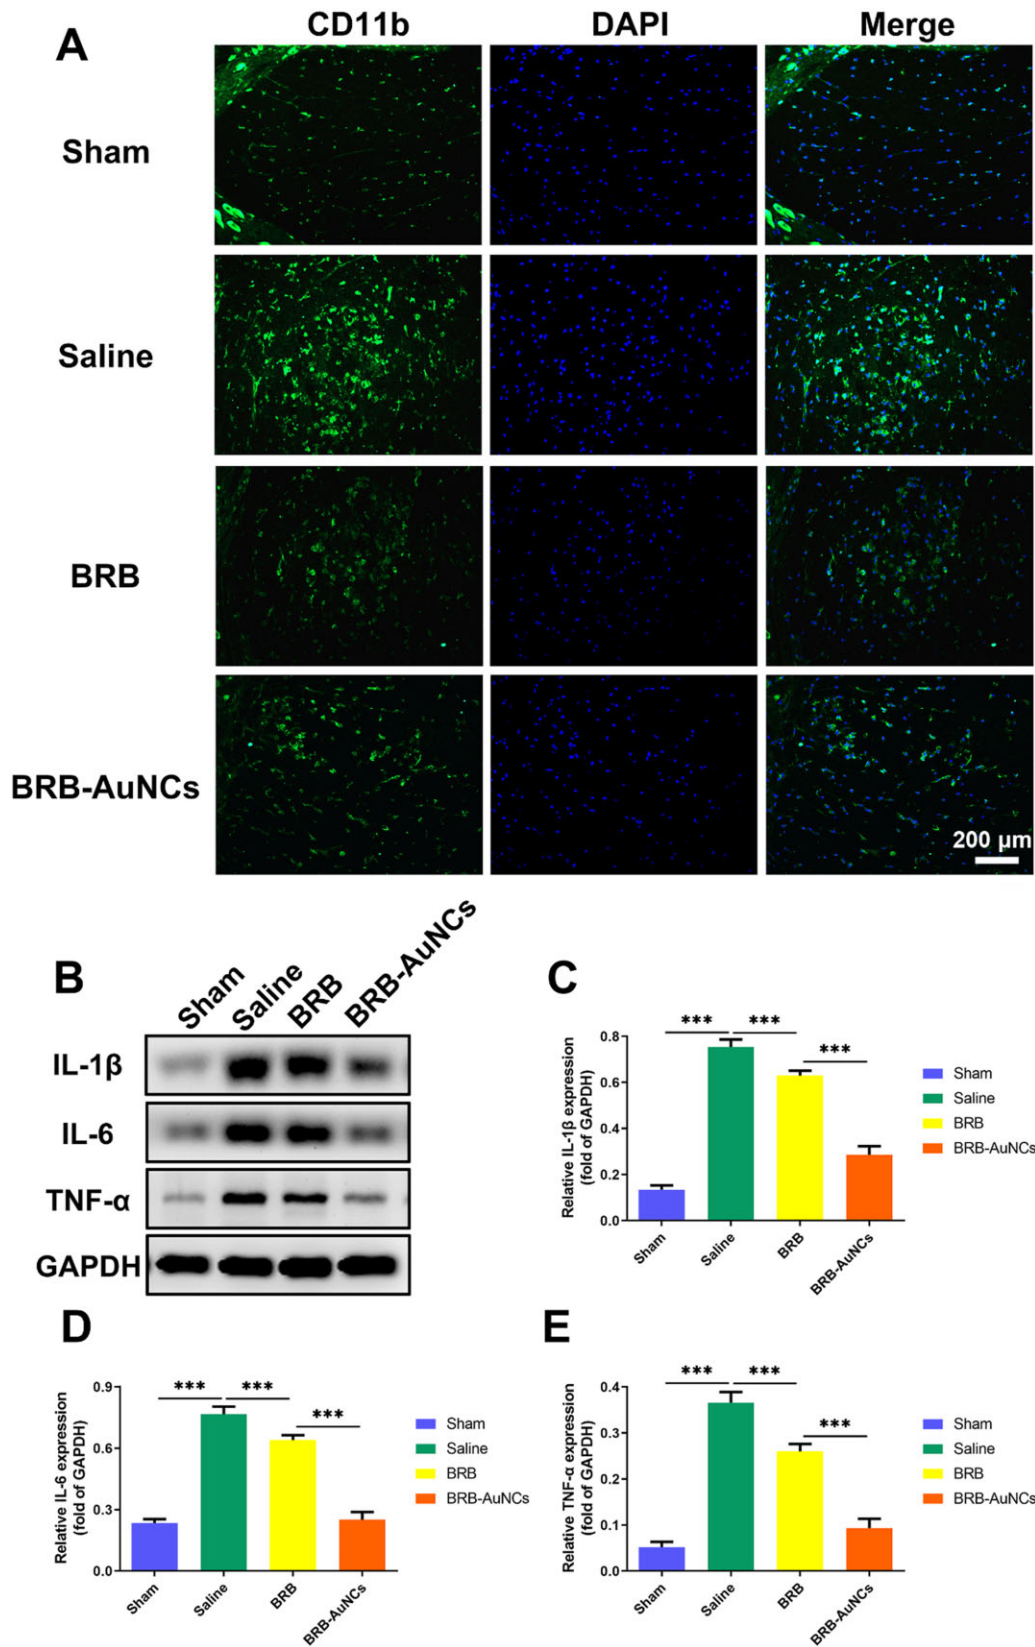 A
CD11b
DAPI
Merge
Sham
Saline
BRB
BRB-AuNCs
200 μm
B
Sham
Saline
BRB
BRB-AuNCs
IL-1β
IL-6
TNF-α
GAPDH
C
Relative IL-1β expression
(fold of GAPDH)
0.8
0.6
0.4
0.2
0.0
***
***
***
Sham
Saline
BRB
BRB-AuNCs
Sham
Saline
BRB
BRB-AuNCs
D
Relative IL-6 expression
(fold of GAPDH)
0.9
0.6
0.3
0.0
***
***
***
Sham
Saline
BRB
BRB-AuNCs
Sham
Saline
BRB
BRB-AuNCs
E
Relative TNF-α expression
(fold of GAPDH)
0.4
0.3
0.2
0.1
0.0
***
***
***
Sham
Saline
BRB
BRB-AuNCs
Sham
Saline
BRB
BRB-AuNCs